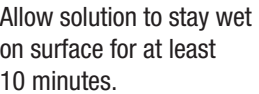 Allow solution to stay wet
on surface for at least
10 minutes.